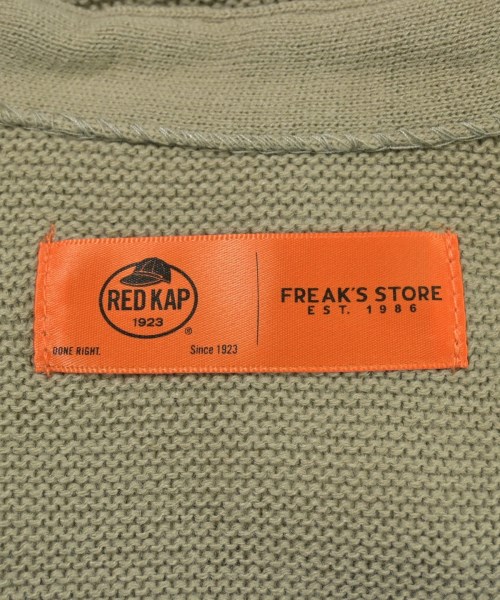 RED KAP
1923
®
DONE RIGHT.
Since 1923
FREAK'S STORE
EST. 1986